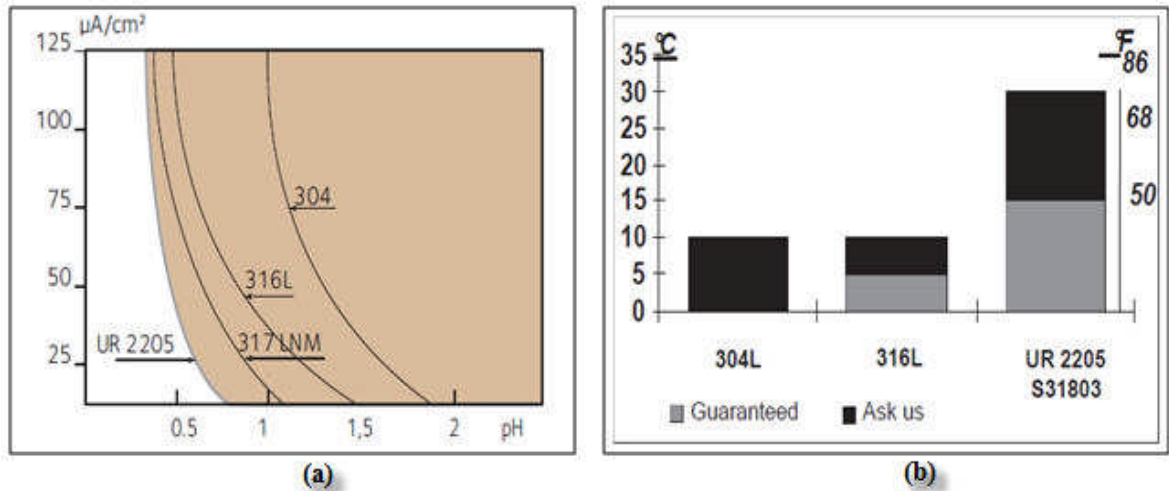 µA/cm²
125
100
75
50
25
304
316L
317 LNM
UR 2205
0.5 1 1,5 2 pH
(a)
°C
35
30
25
20
15
10
5
0
°F
86
68
50
304L 316L UR 2205
S31803
Guaranteed Ask us
(b)